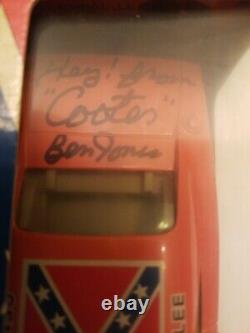 Hey! from
"Cooter"
Ben Jones
LEE